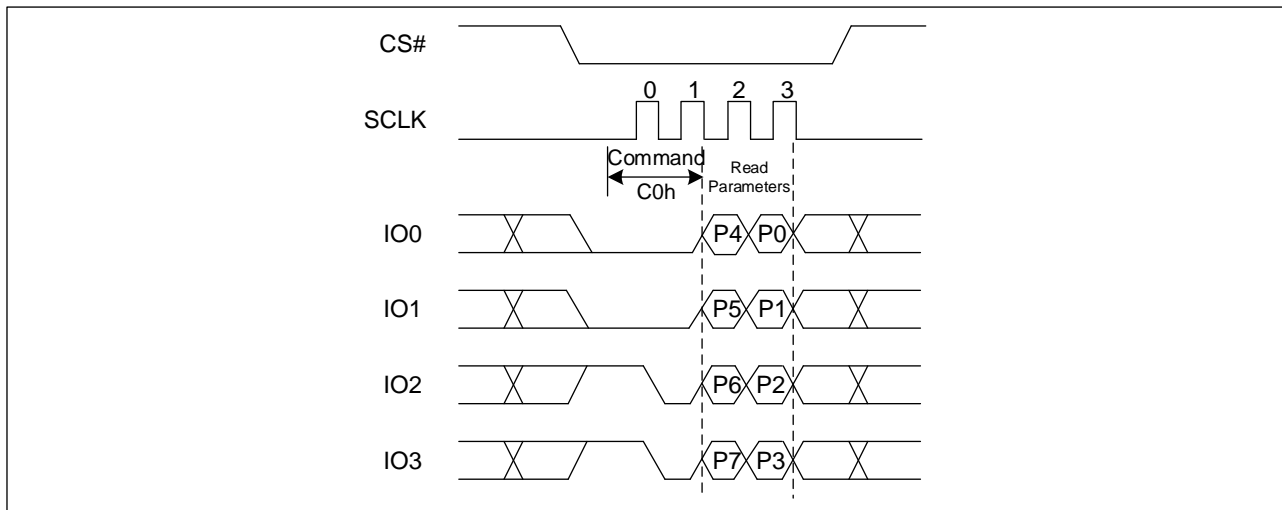 CS#
0 1 2 3
SCLK
Command
C0h
Read
Parameters
IO0
P4 P0
IO1
P5 P1
IO2
P6 P2
IO3
P7 P3